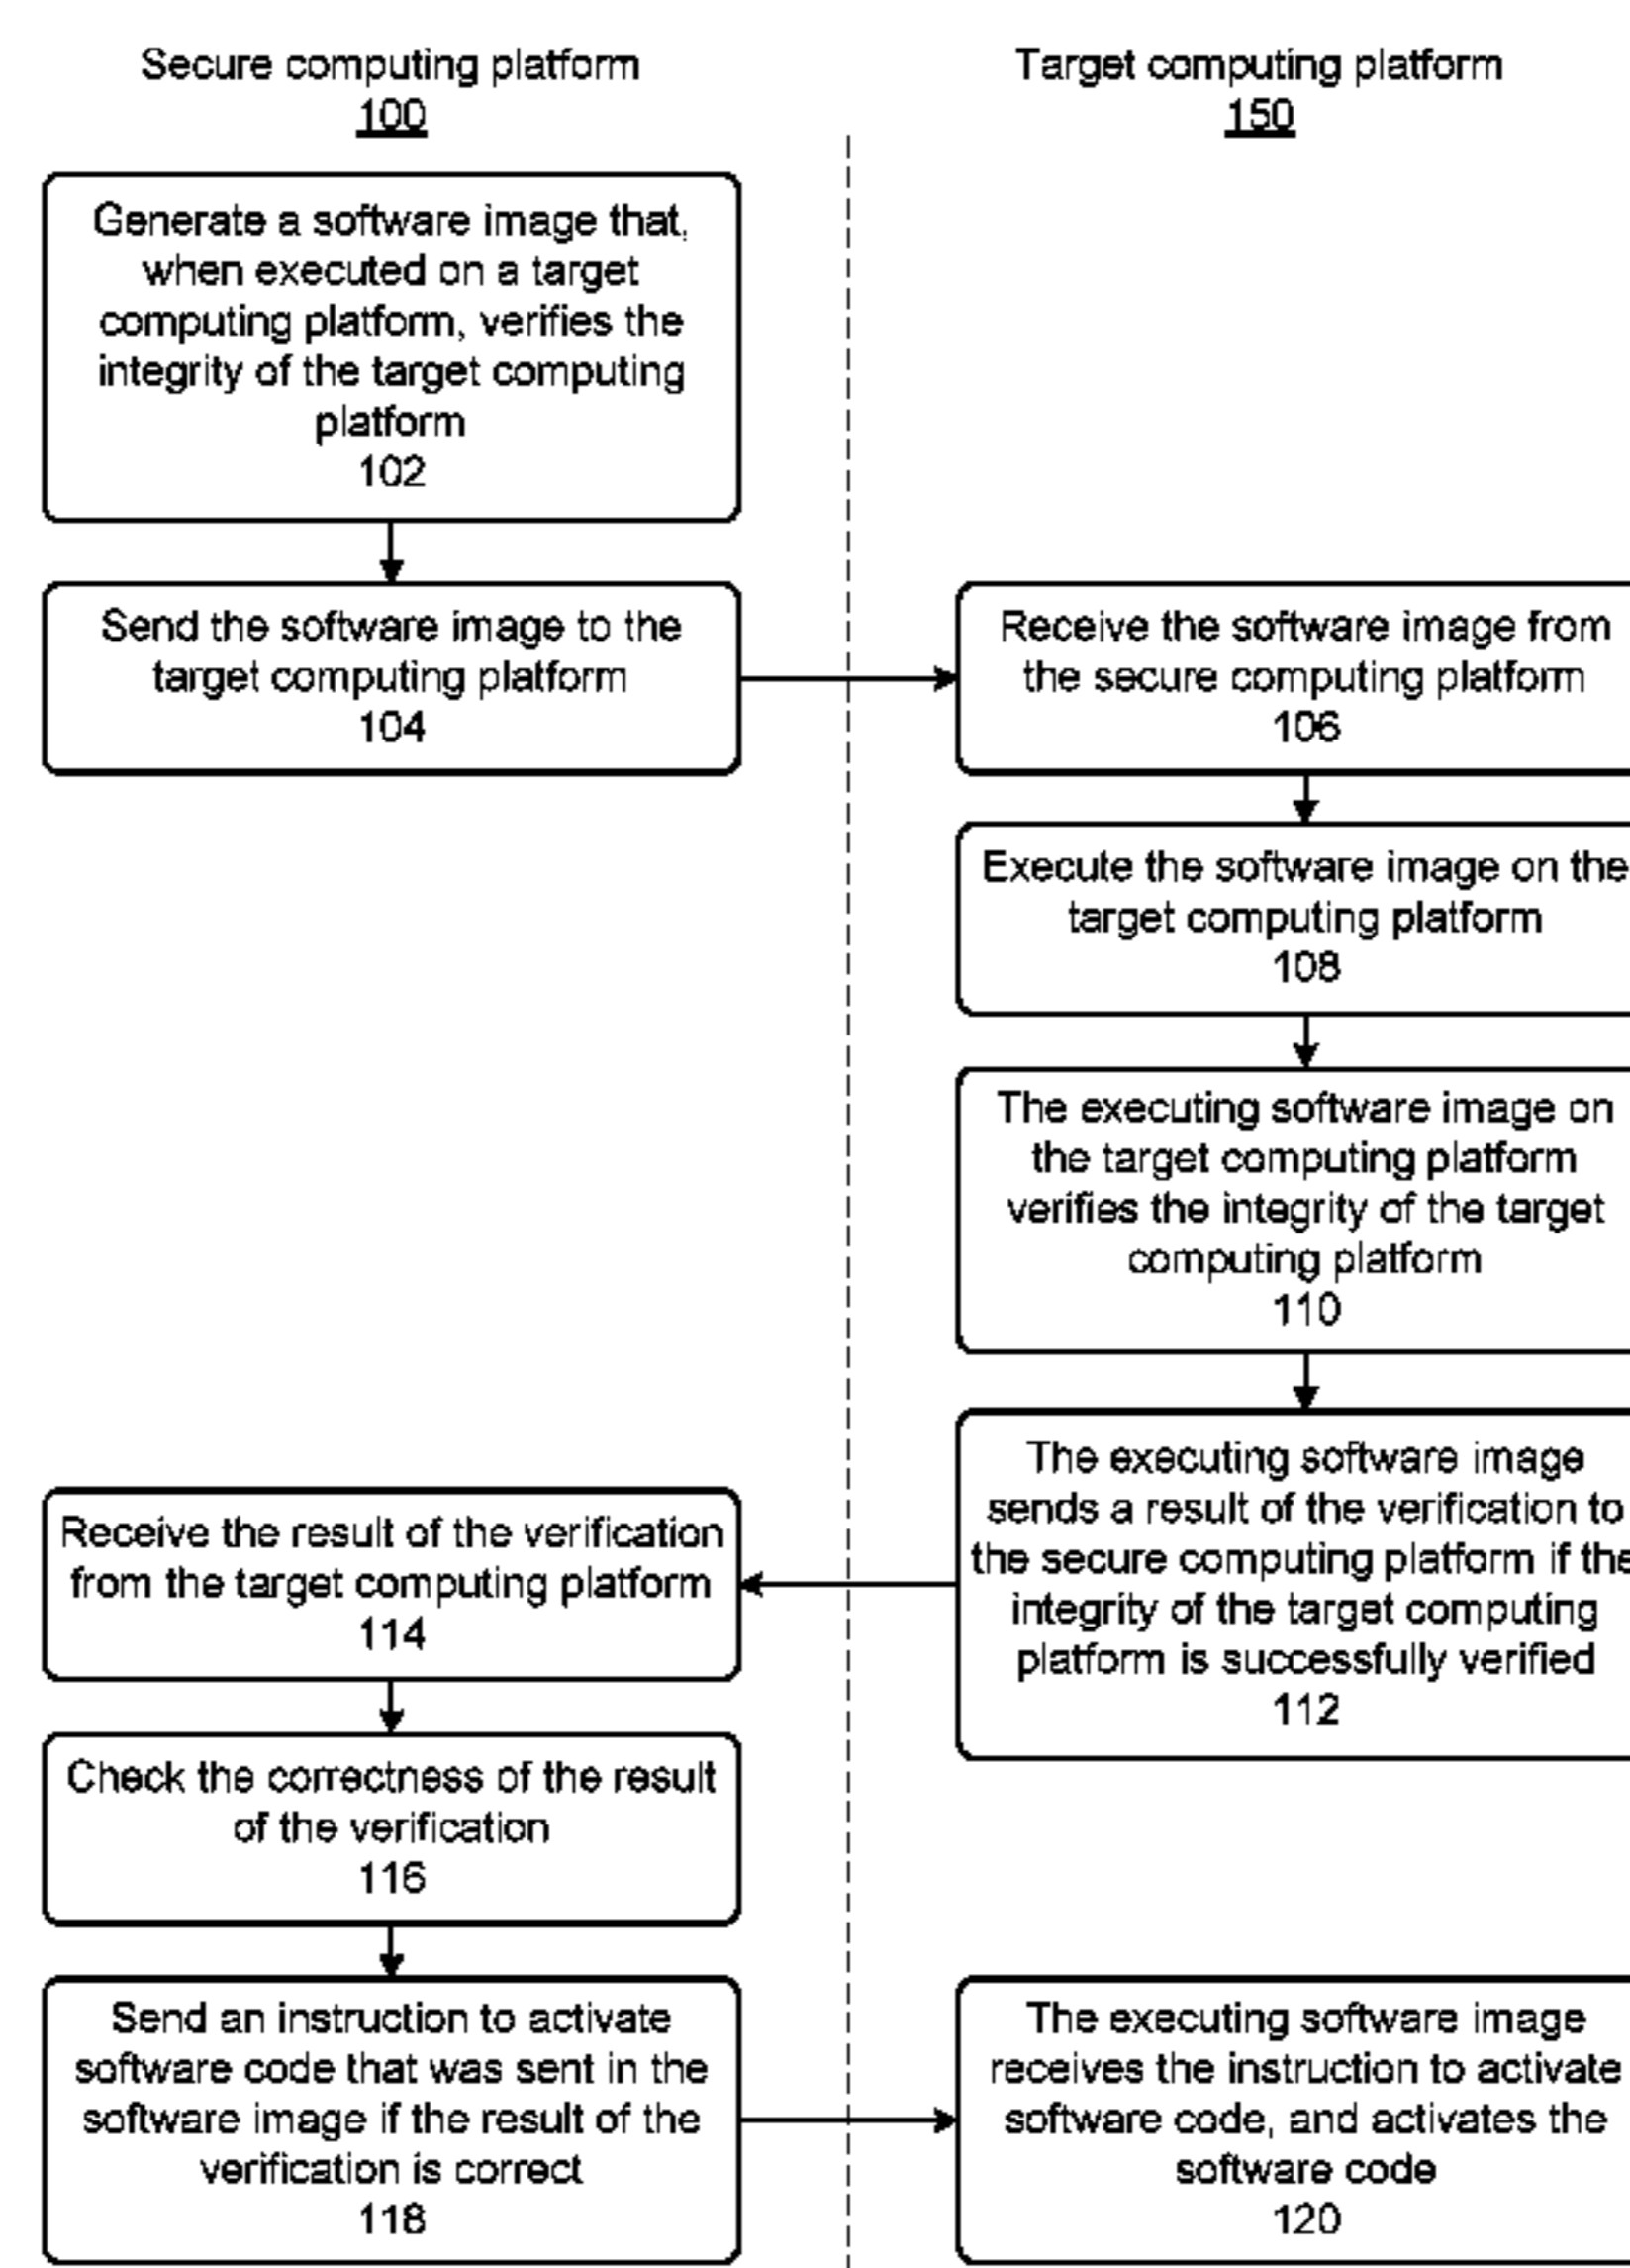 Secure computing platform
100
Target computing platform
150
Generate a software image that,
when executed on a target
computing platform, verifies the
integrity of the target computing
platform
102
Send the software image to the
target computing platform
104
Receive the software image from
the secure computing platform
106
Execute the software image on the
target computing platform
108
The executing software image on
the target computing platform
verifies the integrity of the target
computing platform
110
The executing software image
sends a result of the verification to
the secure computing platform if the
integrity of the target computing
platform is successfully verified
112
Receive the result of the verification
from the target computing platform
114
Check the correctness of the result
of the verification
116
Send an instruction to activate
software code that was sent in the
software image if the result of the
verification is correct
118
The executing software image
receives the instruction to activate
software code, and activates the
software code
120